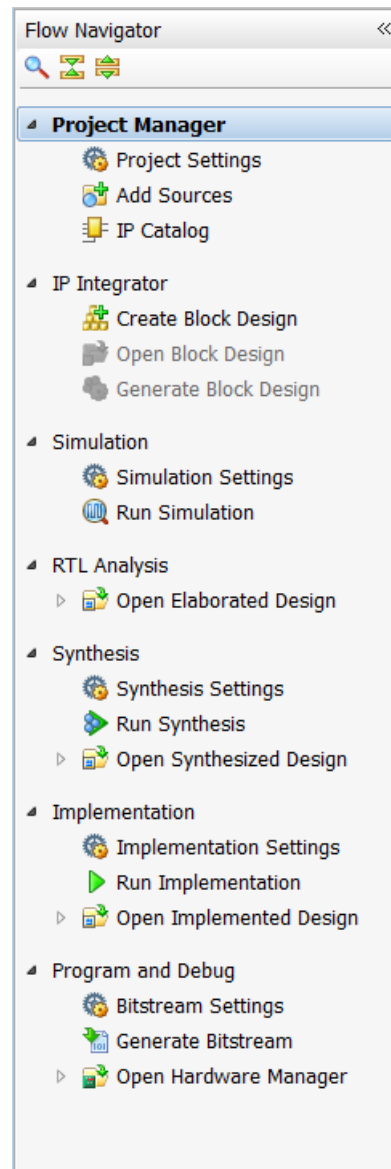 Flow Navigator
Project Manager
Project Settings
Add Sources
IP Catalog
IP Integrator
Create Block Design
Open Block Design
Generate Block Design
Simulation
Simulation Settings
Run Simulation
RTL Analysis
Open Elaborated Design
Synthesis
Synthesis Settings
Run Synthesis
Open Synthesized Design
Implementation
Implementation Settings
Run Implementation
Open Implemented Design
Program and Debug
Bitstream Settings
Generate Bitstream
Open Hardware Manager